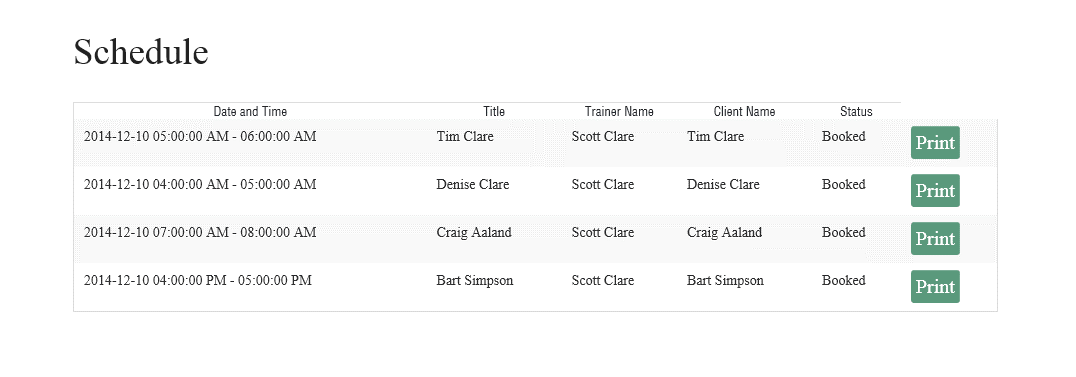 Schedule
Date and Time Title Trainer Name Client Name Status
2014-12-10 05:00:00 AM - 06:00:00 AM Tim Clare Scott Clare Tim Clare Booked Print
2014-12-10 04:00:00 AM - 05:00:00 AM Denise Clare Scott Clare Denise Clare Booked Print
2014-12-10 07:00:00 AM - 08:00:00 AM Craig Aaland Scott Clare Craig Aaland Booked Print
2014-12-10 04:00:00 PM - 05:00:00 PM Bart Simpson Scott Clare Bart Simpson Booked Print